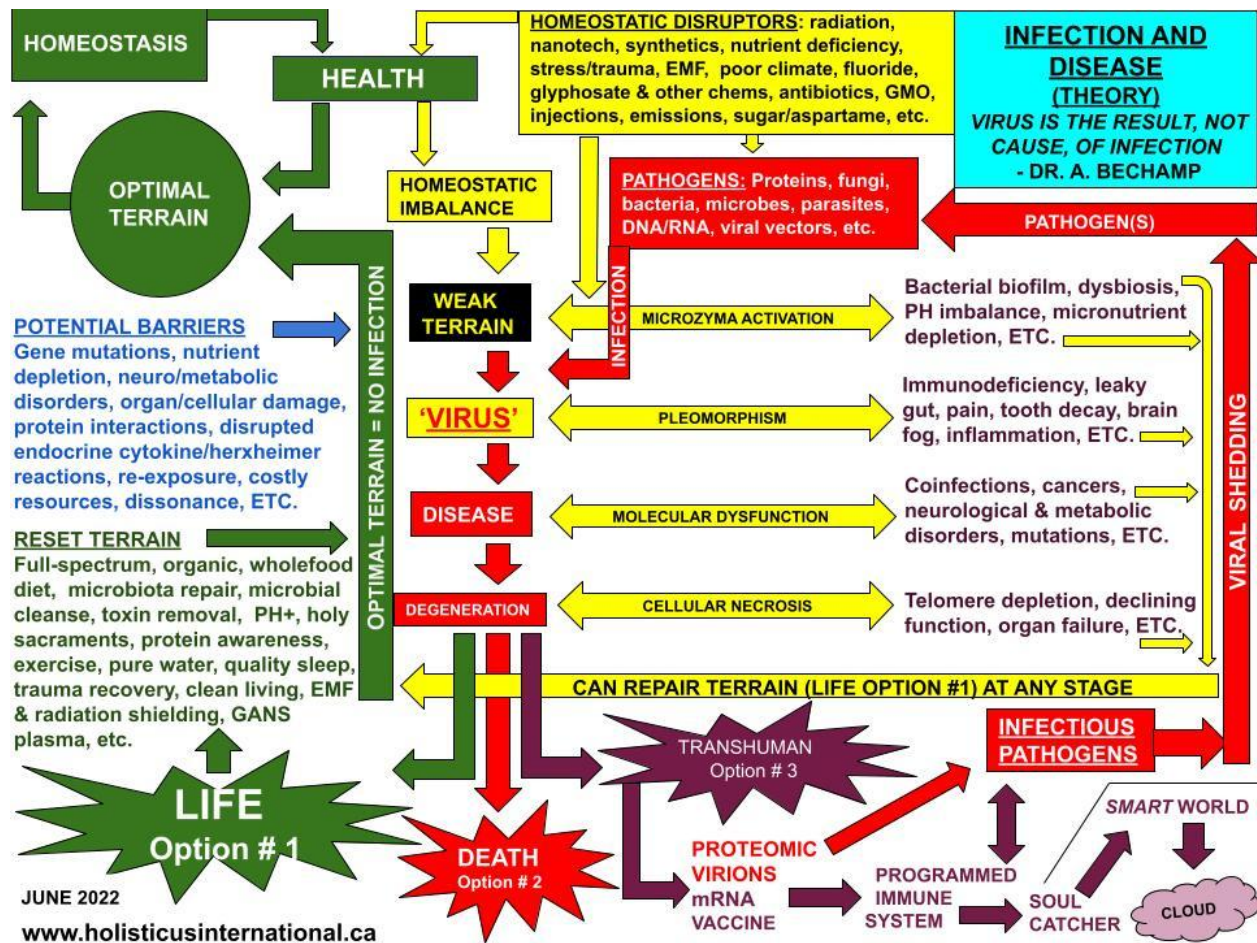 HOMEOSTASIS
HEALTH
OPTIMAL
TERRAIN
HOMEOSTATIC DISRUPTORS: radiation,
nanotech, synthetics, nutrient deficiency,
stress/trauma, EMF, poor climate, fluoride,
glyphosate & other chems, antibiotics, GMO,
injections, emissions, sugar/aspartame, etc.
INFECTION AND
DISEASE
(THEORY)
VIRUS IS THE RESULT, NOT
CAUSE, OF INFECTION
- DR. A. BECHAMP
HOMEOSTATIC
IMBALANCE
PATHOGENS: Proteins, fungi,
bacteria, microbes, parasites,
DNA/RNA, viral vectors, etc.
PATHOGEN(S)
INFECTION
WEAK
TERRAIN
MICROZYMA ACTIVATION
Bacterial biofilm, dysbiosis,
PH imbalance, micronutrient
depletion, ETC.
'VIRUS'
PLEOMORPHISM
Immunodeficiency, leaky
gut, pain, tooth decay, brain
fog, inflammation, ETC.
DISEASE
MOLECULAR DYSFUNCTION
Coinfections, cancers,
neurological & metabolic
disorders, mutations, ETC.
DEGENERATION
CELLULAR NECROSIS
Telomere depletion, declining
function, organ failure, ETC.
VIRAL SHEDDING
OPTIMAL TERRAIN = NO INFECTION
POTENTIAL BARRIERS
Gene mutations, nutrient
depletion, neuro/metabolic
disorders, organ/cellular damage,
protein interactions, disrupted
endocrine cytokine/herxheimer
reactions, re-exposure, costly
resources, dissonance, ETC.
RESET TERRAIN
Full-spectrum, organic, wholefood
diet, microbiota repair, microbial
cleanse, toxin removal, PH+, holy
sacraments, protein awareness,
exercise, pure water, quality sleep,
trauma recovery, clean living, EMF
& radiation shielding, GANS
plasma, etc.
CAN REPAIR TERRAIN (LIFE OPTION #1) AT ANY STAGE
LIFE
Option # 1
DEATH
Option # 2
TRANSHUMAN
Option # 3
INFECTIOUS
PATHOGENS
PROTEOMIC
VIRIONS
mRNA
VACCINE
PROGRAMMED
IMMUNE
SYSTEM
SOUL
CATCHER
SMART WORLD
CLOUD
JUNE 2022
www.holisticusinternational.ca